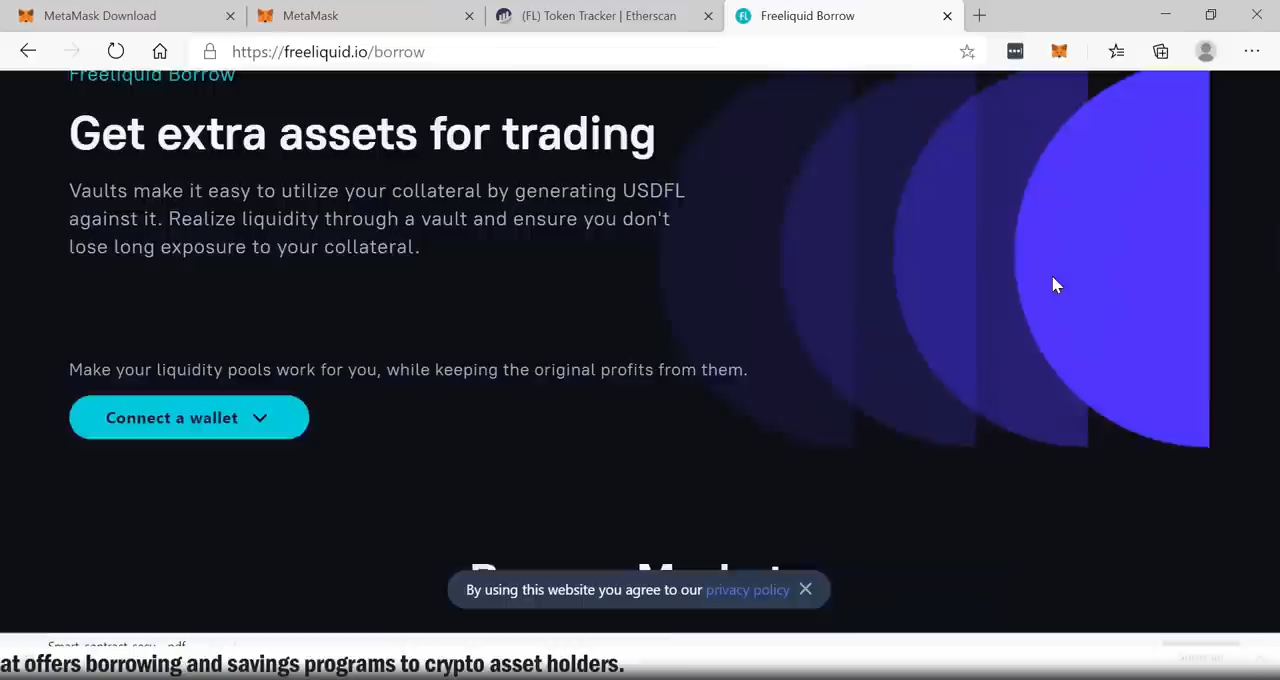 MetaMask Download
MetaMask
(FL) Token Tracker | Etherscan
Freeliquid Borrow
https://freeliquid.io/borrow
Freeliquid Borrow
Get extra assets for trading
Vaults make it easy to utilize your collateral by generating USDFL
against it. Realize liquidity through a vault and ensure you don't
lose long exposure to your collateral.
Make your liquidity pools work for you, while keeping the original profits from them.
Connect a wallet
By using this website you agree to our privacy policy
at offers borrowing and savings programs to crypto asset holders.